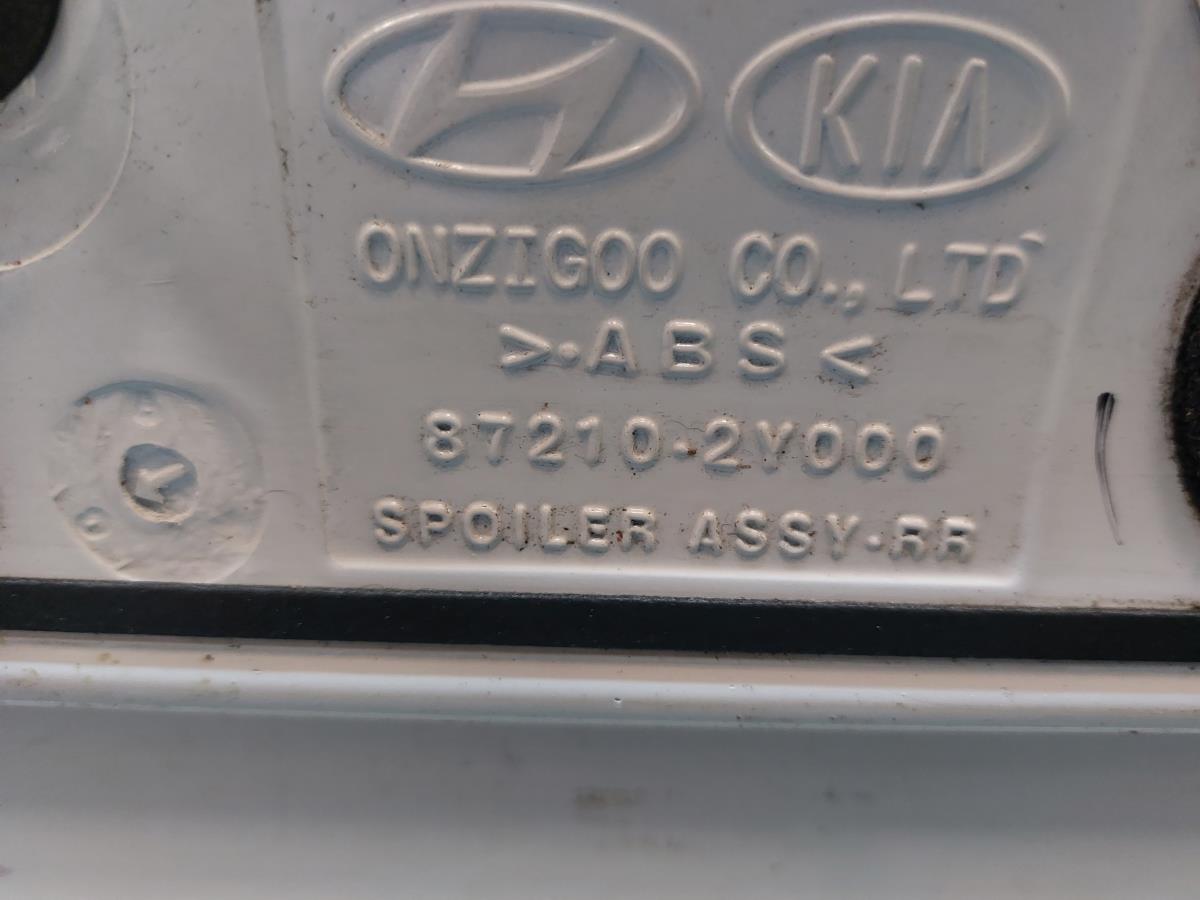 KIA
ONZIGOO CO., LTD
>·ABS<
87210-2Y000
SPOILER ASSY-RR